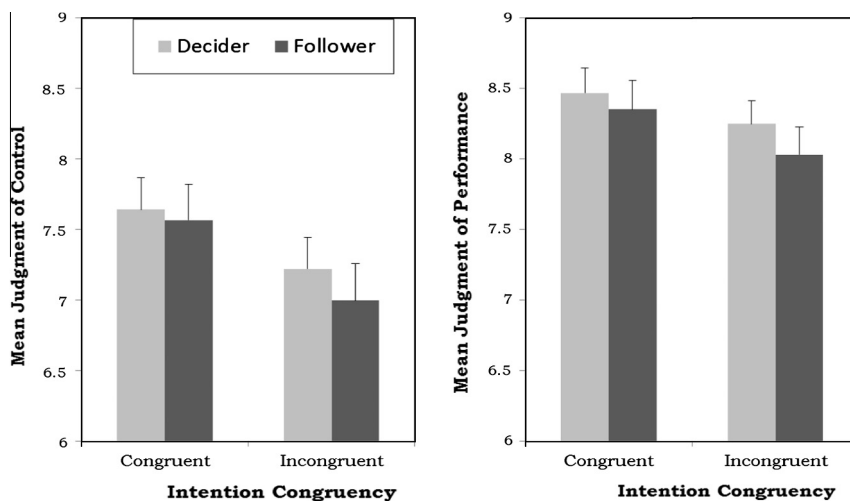 Decider Follower
Mean Judgment of Control
9
8.5
8
7.5
7
6.5
6
Congruent Incongruent
Intention Congruency
Mean Judgment of Performance
9
8.5
8
7.5
7
6.5
6
Congruent Incongruent
Intention Congruency